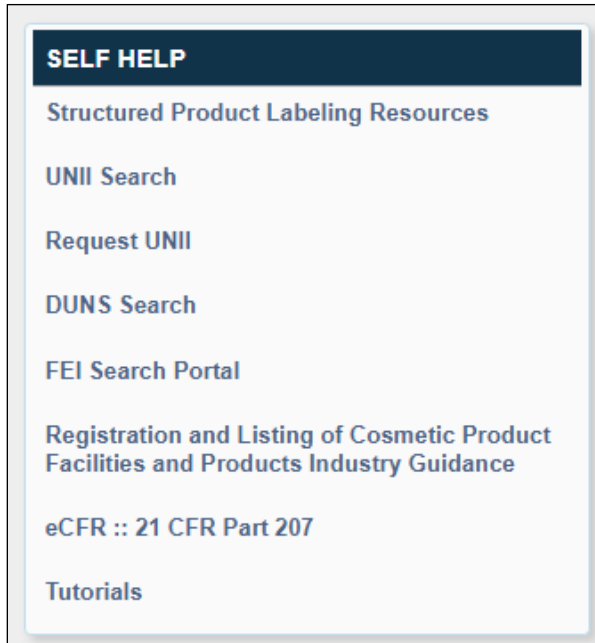 SELF HELP
Structured Product Labeling Resources
UNII Search
Request UNII
DUNS Search
FEI Search Portal
Registration and Listing of Cosmetic Product
Facilities and Products Industry Guidance
eCFR :: 21 CFR Part 207
Tutorials